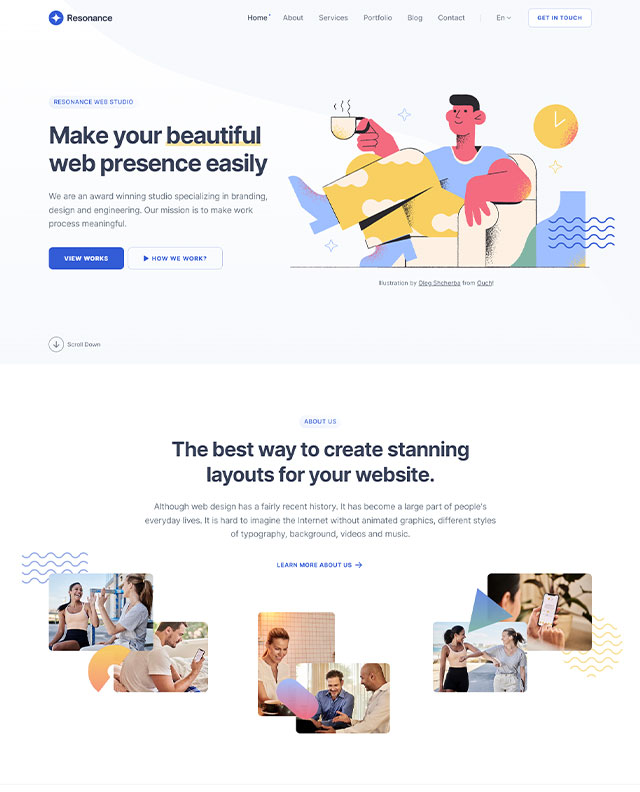 Resonance
Home About Services Portfolio Blog Contact En GET IN TOUCH
RESONANCE WEB STUDIO
Make your beautiful
web presence easily
We are an award winning studio specializing in branding,
design and engineering. Our mission is to make work
process meaningful.
VIEW WORKS HOW WE WORK?
Illustration by Oleg Shcherba from Ouch!
Scroll Down
ABOUT US
The best way to create stanning
layouts for your website.
Although web design has a fairly recent history. It has become a large part of people's
everyday lives. It is hard to imagine the Internet without animated graphics, different styles
of typography, background, videos and music.
LEARN MORE ABOUT US